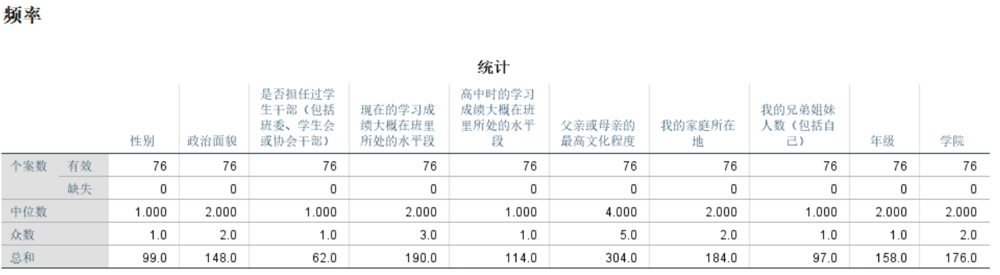 频率
统计
性别 政治面貌 是否担任过学生干部（包括班委、学生会或协会干部） 现在的学习成绩大概在班里所处的水平段 高中时的学习成绩大概在班里所处的水平段 父亲或母亲的最高文化程度 我的家庭所在地 我的兄弟姐妹人数（包括自己） 年级 学院
个案数 有效 76 76 76 76 76 76 76 76 76 76
缺失 0 0 0 0 0 0 0 0 0 0
中位数 1.000 2.000 1.000 2.000 1.000 4.000 2.000 1.000 2.000 2.000
众数 1.0 2.0 1.0 3.0 1.0 5.0 2.0 1.0 1.0 2.0
总和 99.0 148.0 62.0 190.0 114.0 304.0 184.0 97.0 158.0 176.0